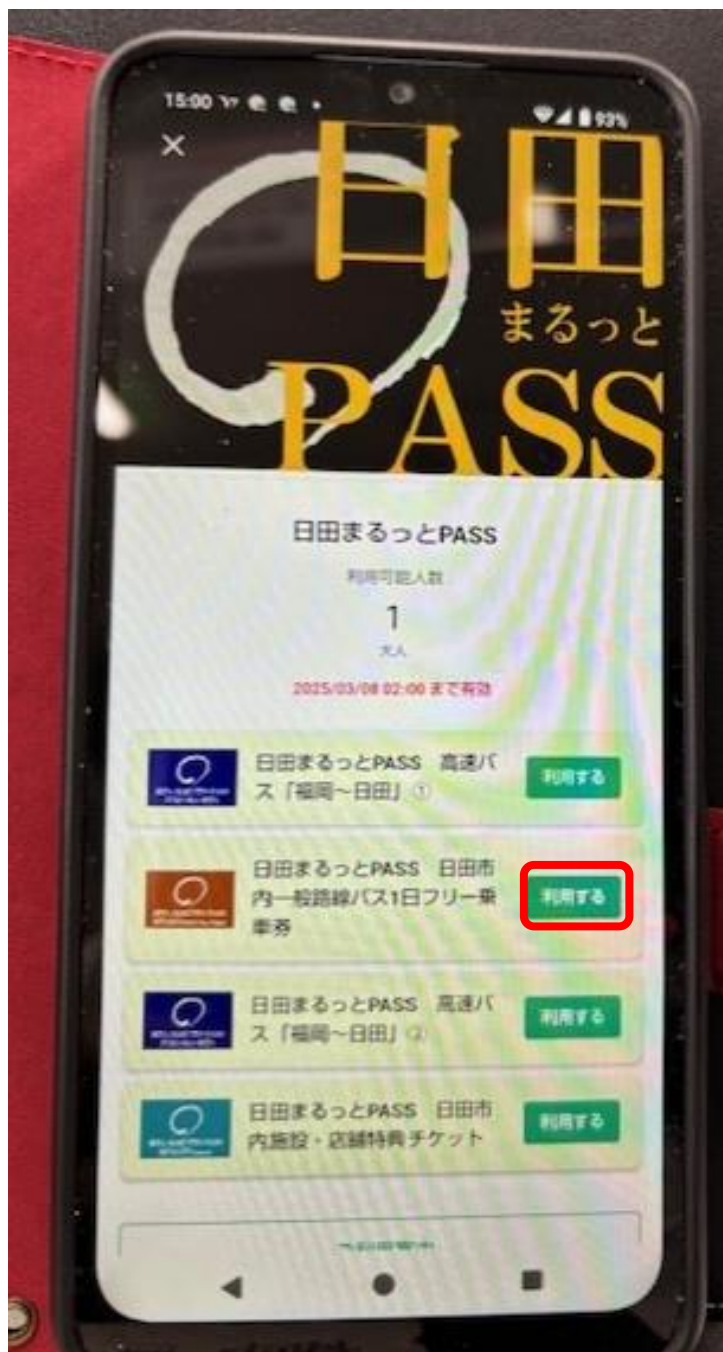 15:00
93%
日田
まるっと
PASS
日田まるっとPASS
利用可能人数
1
大人
2025/03/08 02:00 まで有効
日田まるっとPASS 高速バ
ス「福岡~日田」①
利用する
日田まるっとPASS 日田市
内一般路線バス1日フリー乗
車券
利用する
日田まるっとPASS 高速バ
ス「福岡~日田」②
利用する
日田まるっとPASS 日田市
内施設・店舗特典チケット
利用する